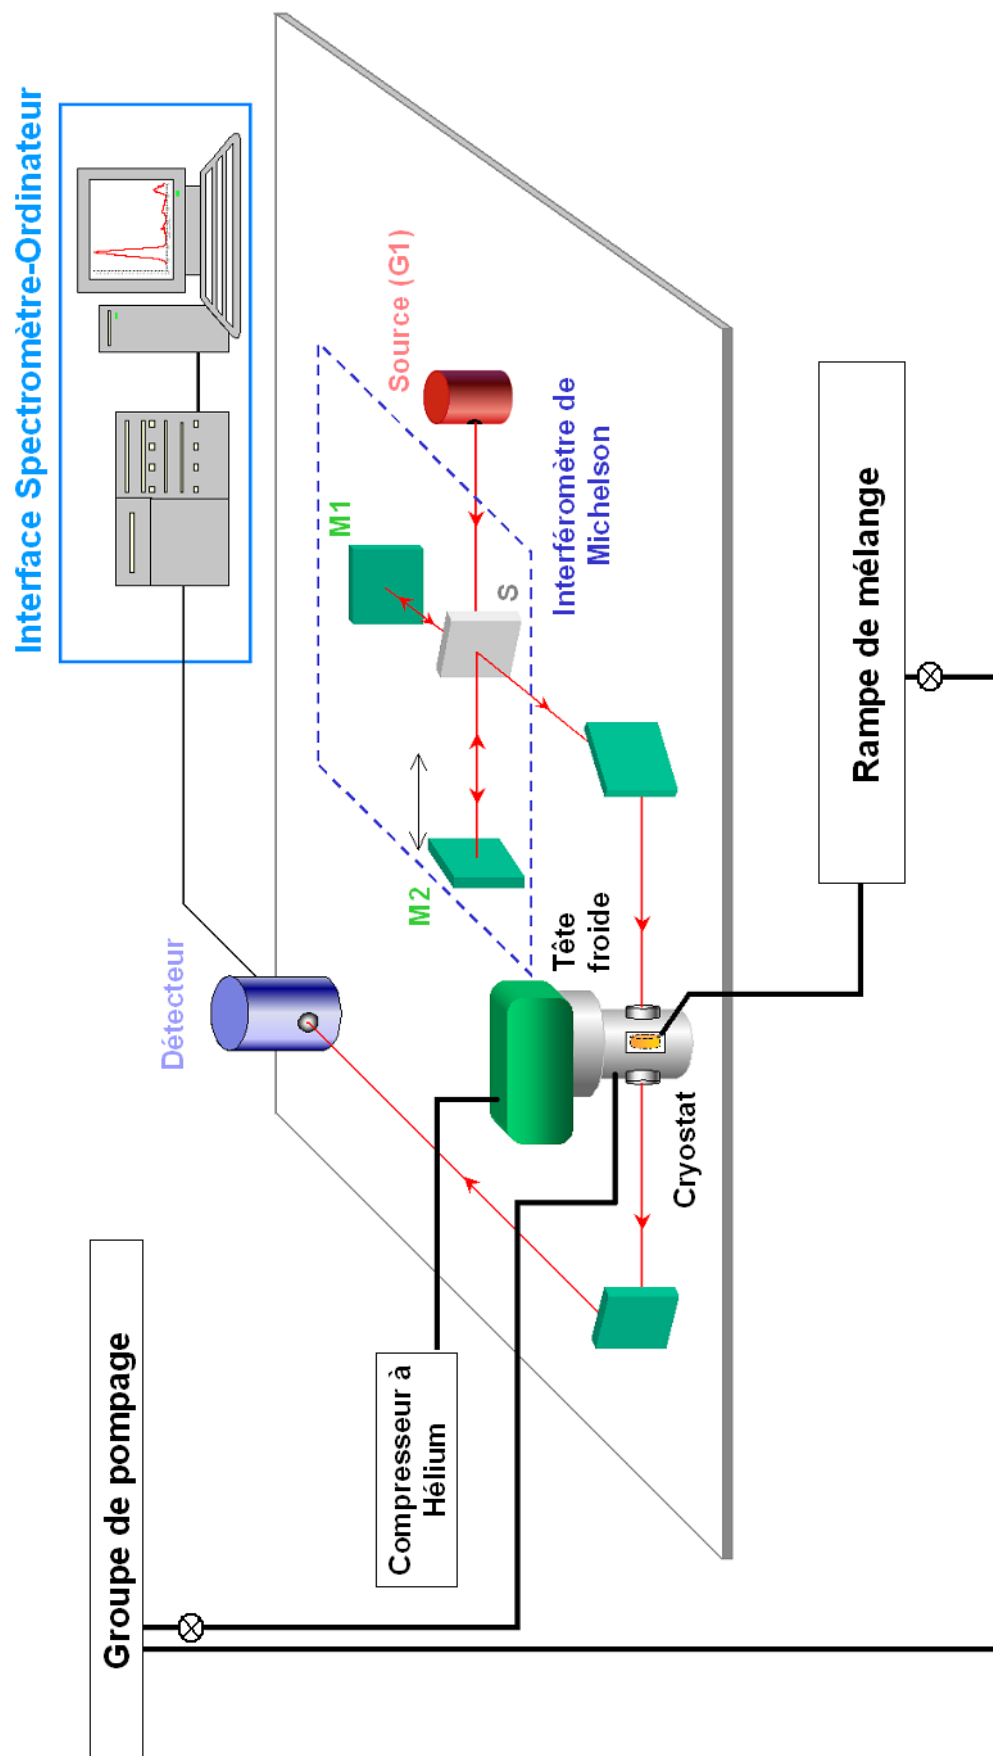 Groupe de pompage
Interface Spectromètre-Ordinateur
Détecteur
Compresseur à
Hélium
M2
M1
Source (G1)
S
Interféromètre de
Michelson
Tête
froide
Cryostat
Rampe de mélange